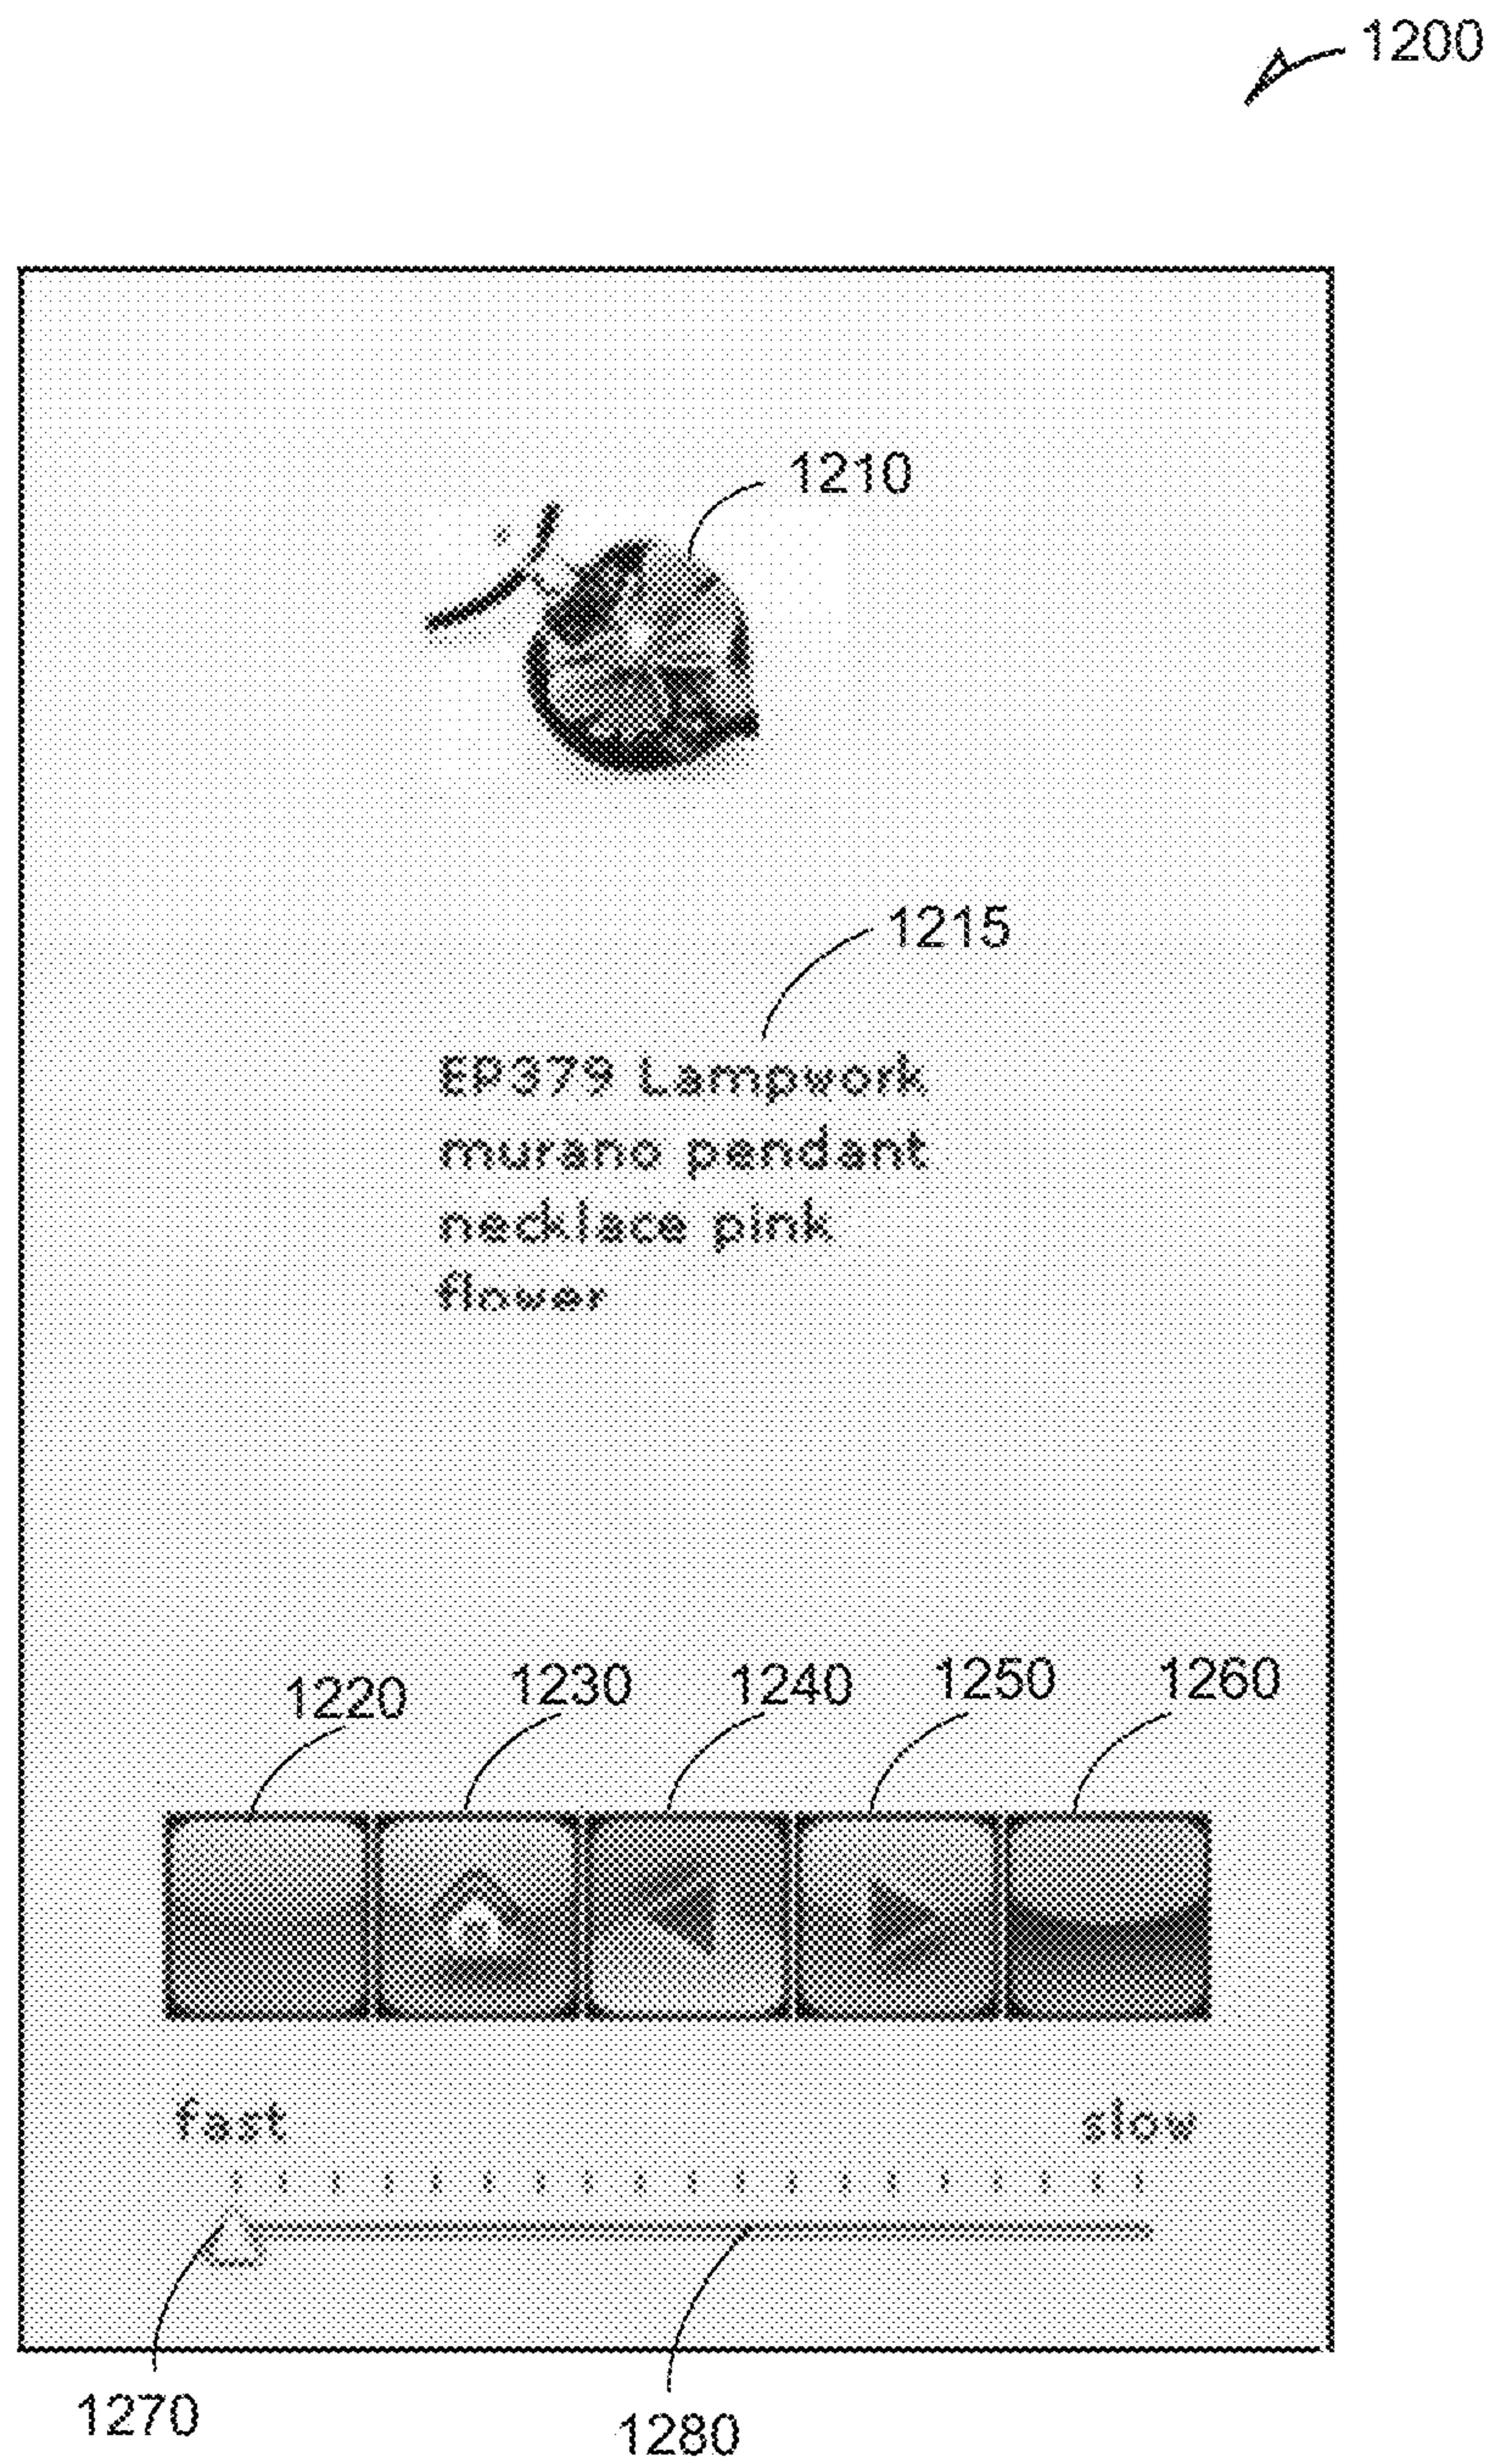 1200
1210
1215
EP379 Lampwork
murano pendant
necklace pink
flower
1220
1230
1240
1250
1260
fast
slow
1270
1280